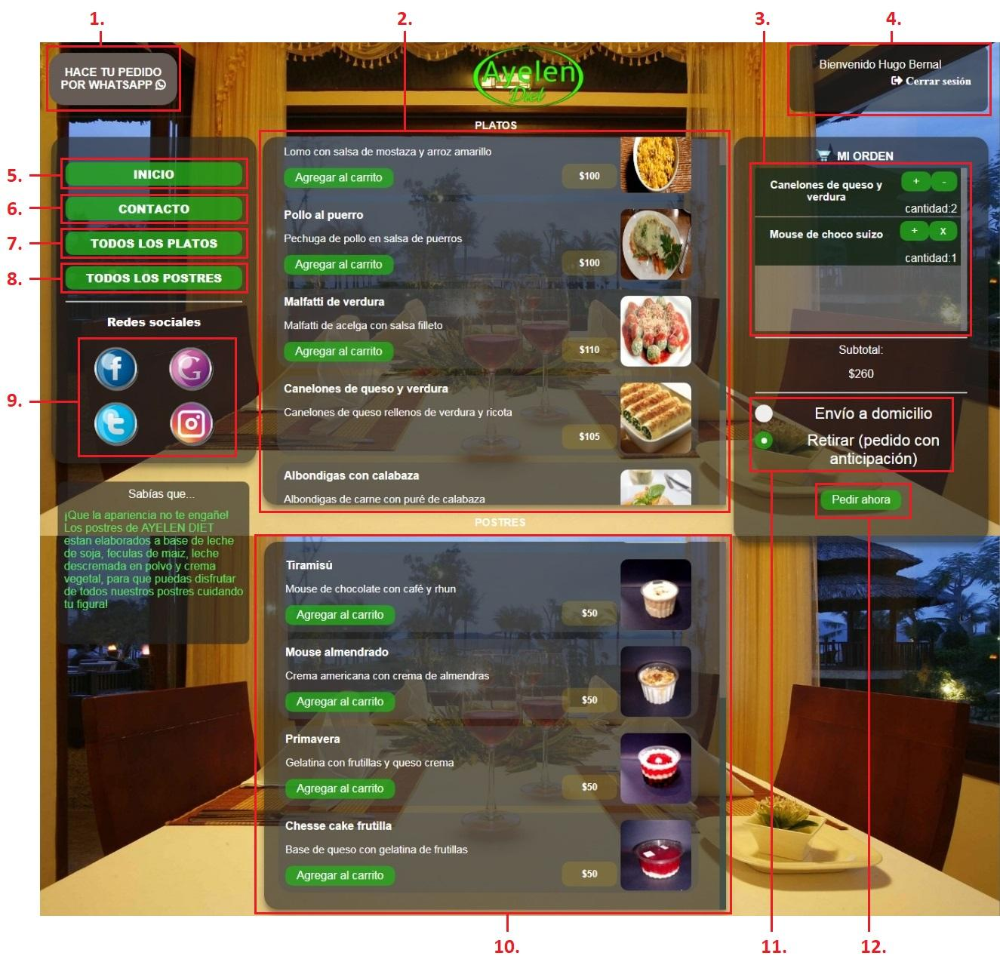 1.
2.
3.
4.
HACE TU PEDIDO
POR WHATSAPP
Ayelen
Diet
Bienvenido Hugo Bernal
Cerrar sesión
5.
INICIO
6.
CONTACTO
7.
TODOS LOS PLATOS
8.
TODOS LOS POSTRES
Redes sociales
9.
Sabías que...
¡Que la apariencia no te engañe!
Los postres de AYELEN DIET
estan elaborados a base de leche
de soja, feculas de maiz, leche
descremada en polvo y crema
vegetal, para que puedas disfrutar
de todos nuestros postres cuidando
tu figura!
PLATOS
Lomo con salsa de mostaza y arroz amarillo
Agregar al carrito
$100
Pollo al puerro
Pechuga de pollo en salsa de puerros
Agregar al carrito
$100
Malfatti de verdura
Malfatti de acelga con salsa filleto
Agregar al carrito
$110
Canelones de queso y verdura
Canelones de queso rellenos de verdura y ricota
$105
Albondigas con calabaza
Albondigas de carne con puré de calabaza
POSTRES
Tiramisú
Mouse de chocolate con café y rhun
Agregar al carrito
$50
Mouse almendrado
Crema americana con crema de almendras
Agregar al carrito
$50
Primavera
Gelatina con frutillas y queso crema
Agregar al carrito
$50
Chesse cake frutilla
Base de queso con gelatina de frutillas
Agregar al carrito
$50
MI ORDEN
Canelones de queso y
verdura
+ -
cantidad:2
Mouse de choco suizo
+ x
cantidad:1
Subtotal:
$260
Envío a domicilio
Retirar (pedido con
anticipación)
Pedir ahora
10.
11.
12.